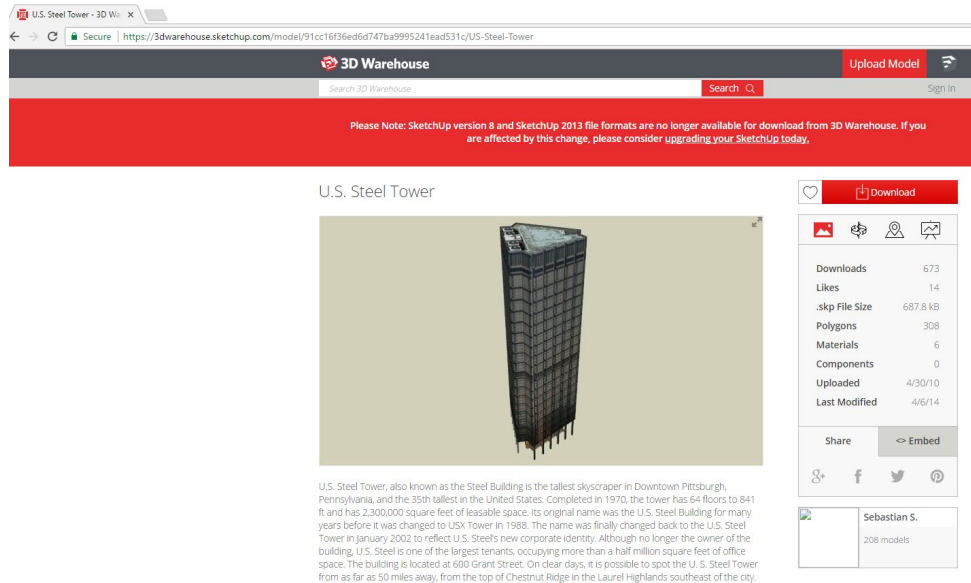 U.S. Steel Tower - 3D Wa
Secure | https://3dwarehouse.sketchup.com/model/91cc16f36ed6d747ba9995241ead531c/US-Steel-Tower
3D Warehouse
Upload Model
Search 3D Warehouse
Search
Sign In
Please Note: SketchUp version 8 and SketchUp 2013 file formats are no longer available for download from 3D Warehouse. If you
are affected by this change, please consider upgrading your SketchUp today.
U.S. Steel Tower
Download
Downloads 673
Likes 14
.skp File Size 687.8 kB
Polygons 308
Materials 6
Components 0
Uploaded 4/30/10
Last Modified 4/6/14
Share
<> Embed
U.S. Steel Tower, also known as the Steel Building is the tallest skyscraper in Downtown Pittsburgh,
Pennsylvania, and the 35th tallest in the United States. Completed in 1970, the tower has 64 floors to 841
ft and has 2,300,000 square feet of leasable space. Its original name was the U.S. Steel Building for many
years before it was changed to USX Tower in 1988. The name was finally changed back to the U.S. Steel
Tower in January 2002 to reflect U.S. Steel's new corporate identity. Although no longer the owner of the
building, U.S. Steel is one of the largest tenants, occupying more than a half million square feet of office
space. The building is located at 600 Grant Street. On clear days, it is possible to spot the U. S. Steel Tower
from as far as 50 miles away, from the top of Chestnut Ridge in the Laurel Highlands southeast of the city.
Sebastian S.
208 models